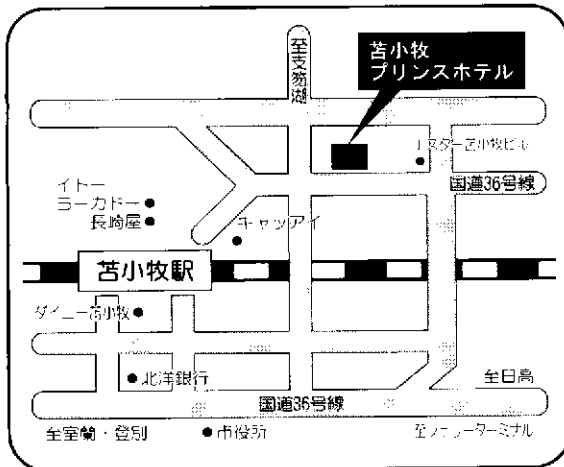 至支笏湖
苫小牧
プリンスホテル
エスター苫小牧ビル
国道36号線
イトー
ヨーカドー
長崎屋
キャッツアイ
苫小牧駅
ダイエー苫小牧
北洋銀行
国道36号線
至日高
至室蘭・登別
市役所
至フェリーターミナル